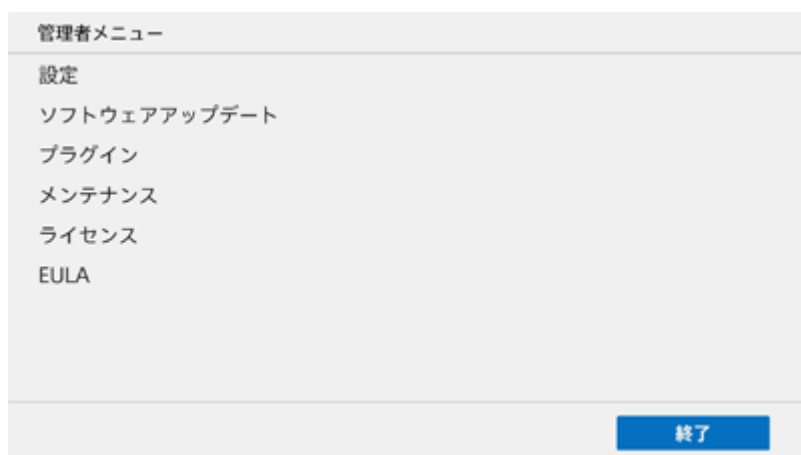 管理者メニュー
設定
ソフトウェアアップデート
プラグイン
メンテナンス
ライセンス
EULA
終了